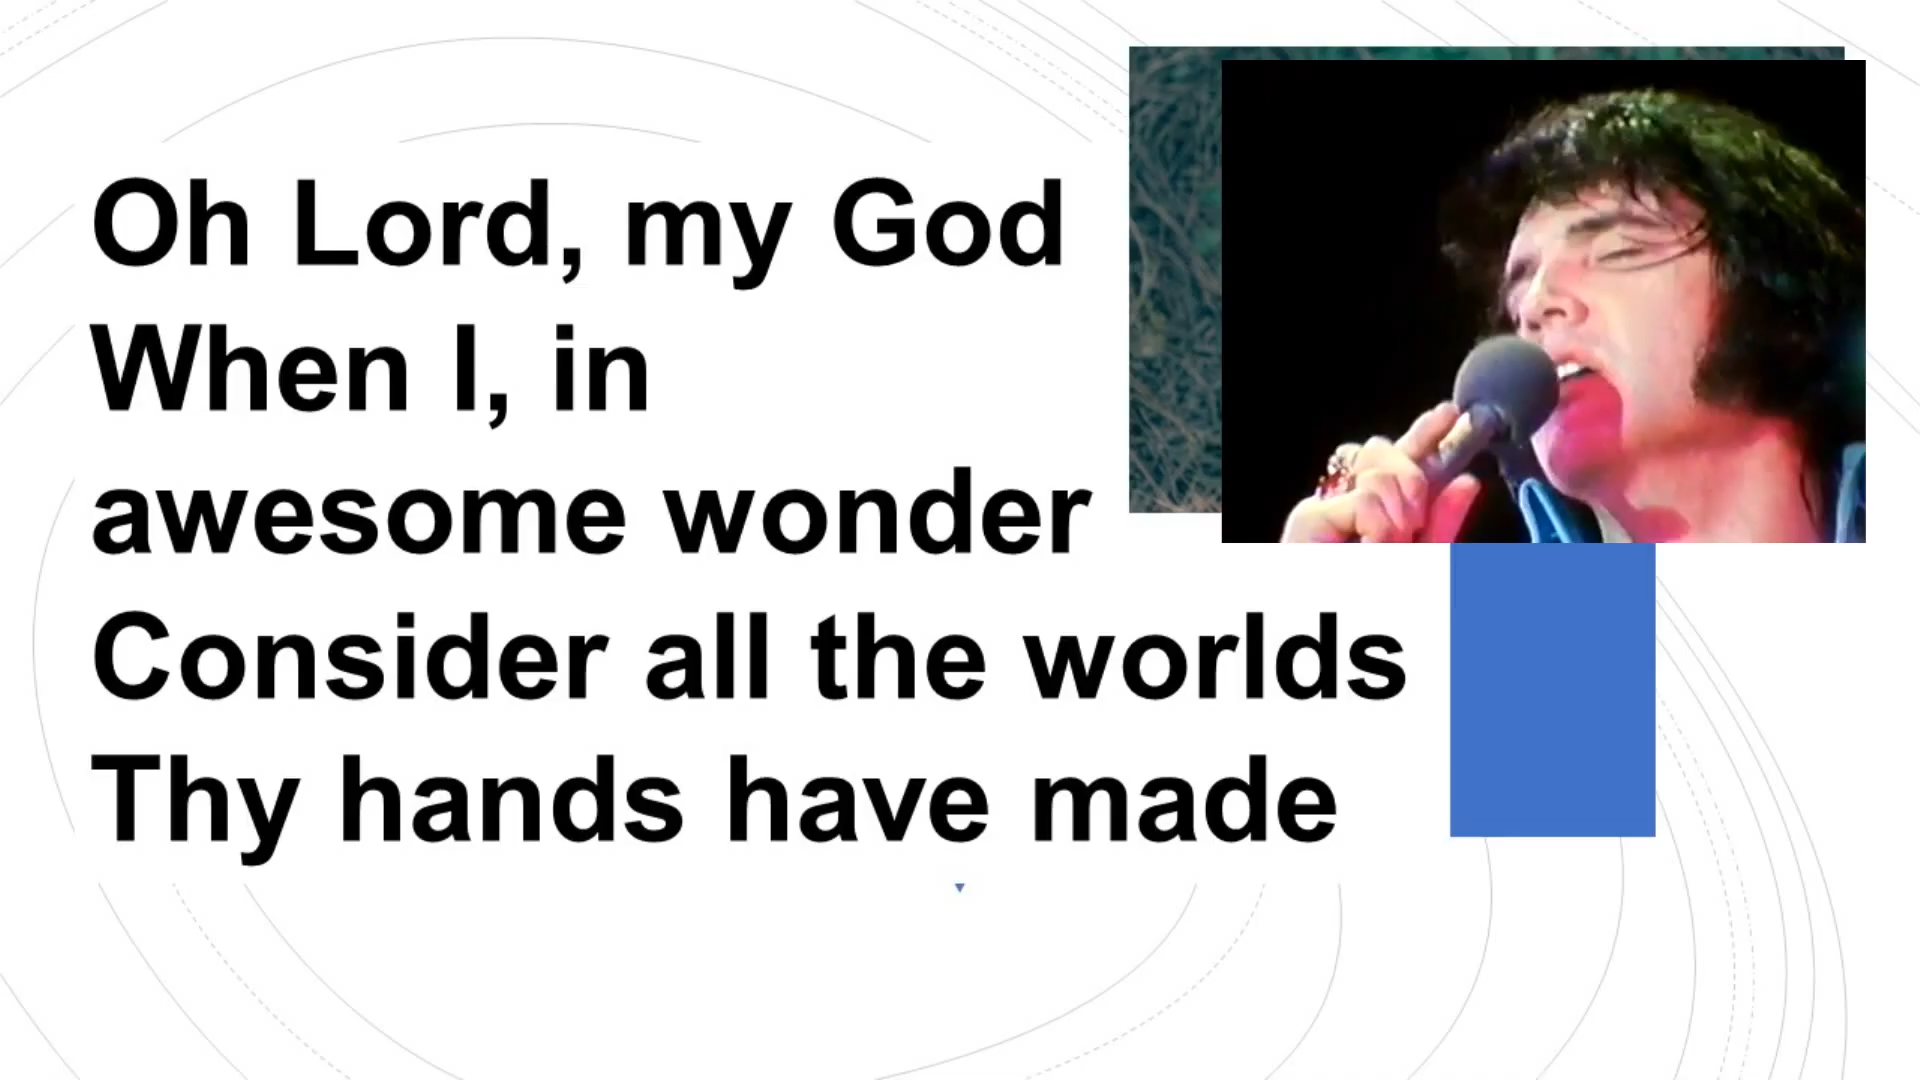 Oh Lord, my God
When I, in
awesome wonder
Consider all the worlds
Thy hands have made